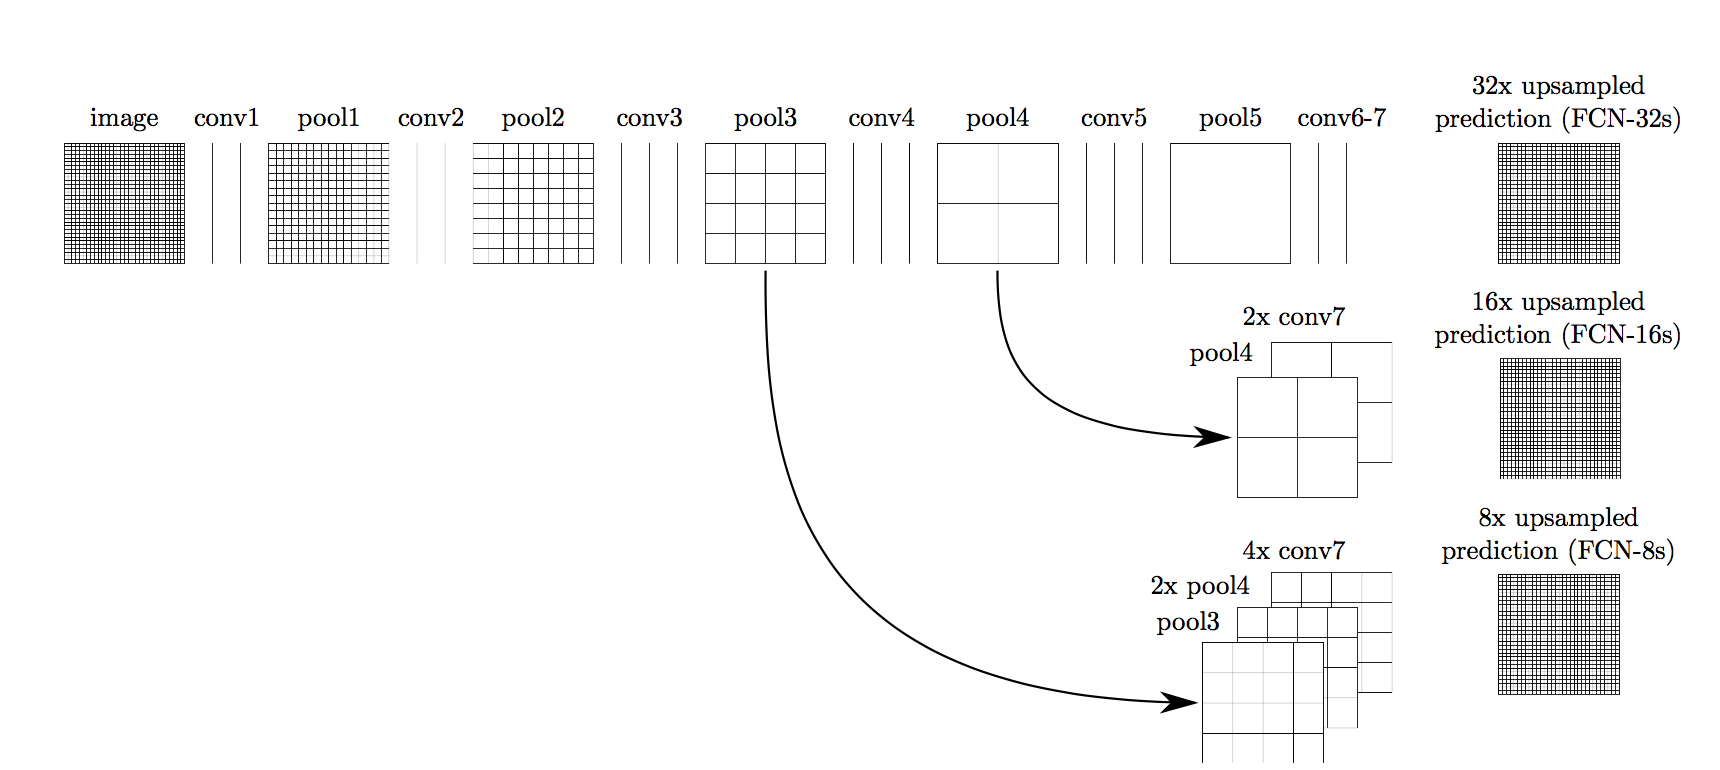 image
conv1
pool1
conv2
pool2
conv3
pool3
conv4
pool4
conv5
pool5
conv6-7
32x upsampled
prediction (FCN-32s)
16x upsampled
prediction (FCN-16s)
2x conv7
pool4
8x upsampled
prediction (FCN-8s)
4x conv7
2x pool4
pool3